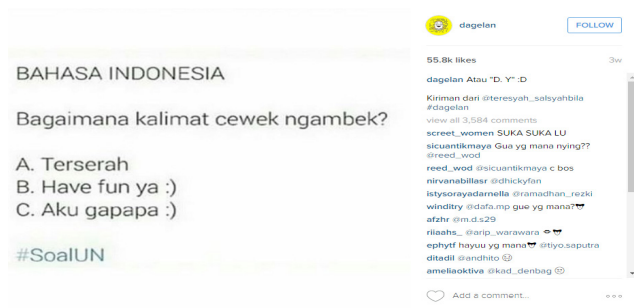 BAHASA INDONESIA
Bagaimana kalimat cewek ngambek?
A. Terserah
B. Have fun ya :)
C. Aku gapapa :)
#SoalUN
dagelan
FOLLOW
55.8k likes
3w
dagelan Atau "D. Y" :D
Kiriman dari @teresyah_salsyahbila
#dagelan
view all 3,584 comments
screet_women SUKA SUKA LU
sicuantikmaya Gua yg mana nying??
@reed_wod
reed_wod @sicuantikmaya c bos
nirvanabillasr @dhickyfan
istysorayadarnella @ramadhan_rezki
winditry @dafa.mp gue yg mana?
afzhr @m.d.s29
riiaahs_ @arip_warawara
ephytf hayuu yg mana @tiyo.saputra
ditadil @andhito
ameliaoktiva @kad_denbag
Add a comment...